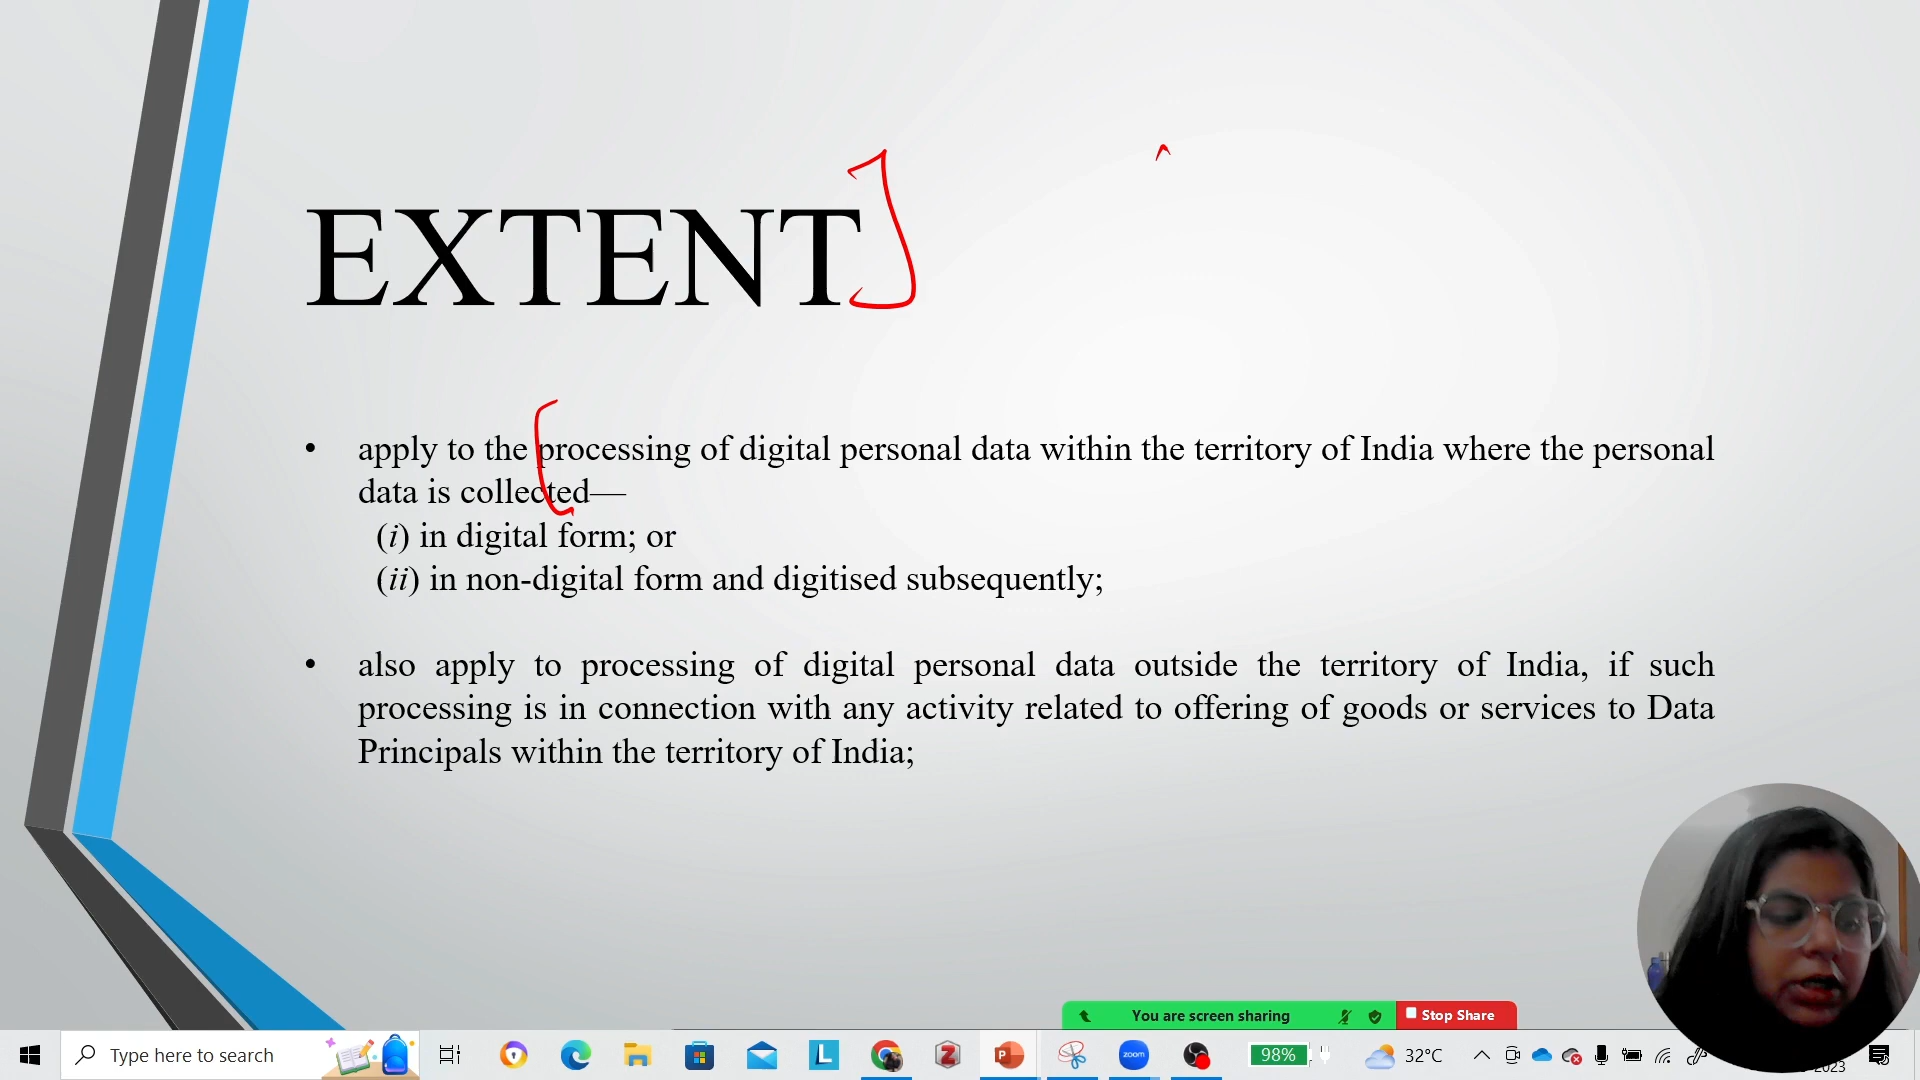 EXTENT
• apply to the processing of digital personal data within the territory of India where the personal
data is collected—
(i) in digital form; or
(ii) in non-digital form and digitised subsequently;
• also apply to processing of digital personal data outside the territory of India, if such
processing is in connection with any activity related to offering of goods or services to Data
Principals within the territory of India;
You are screen sharing
Stop Share
Type here to search
L
Z
P
zoom
98%
32°C
2023